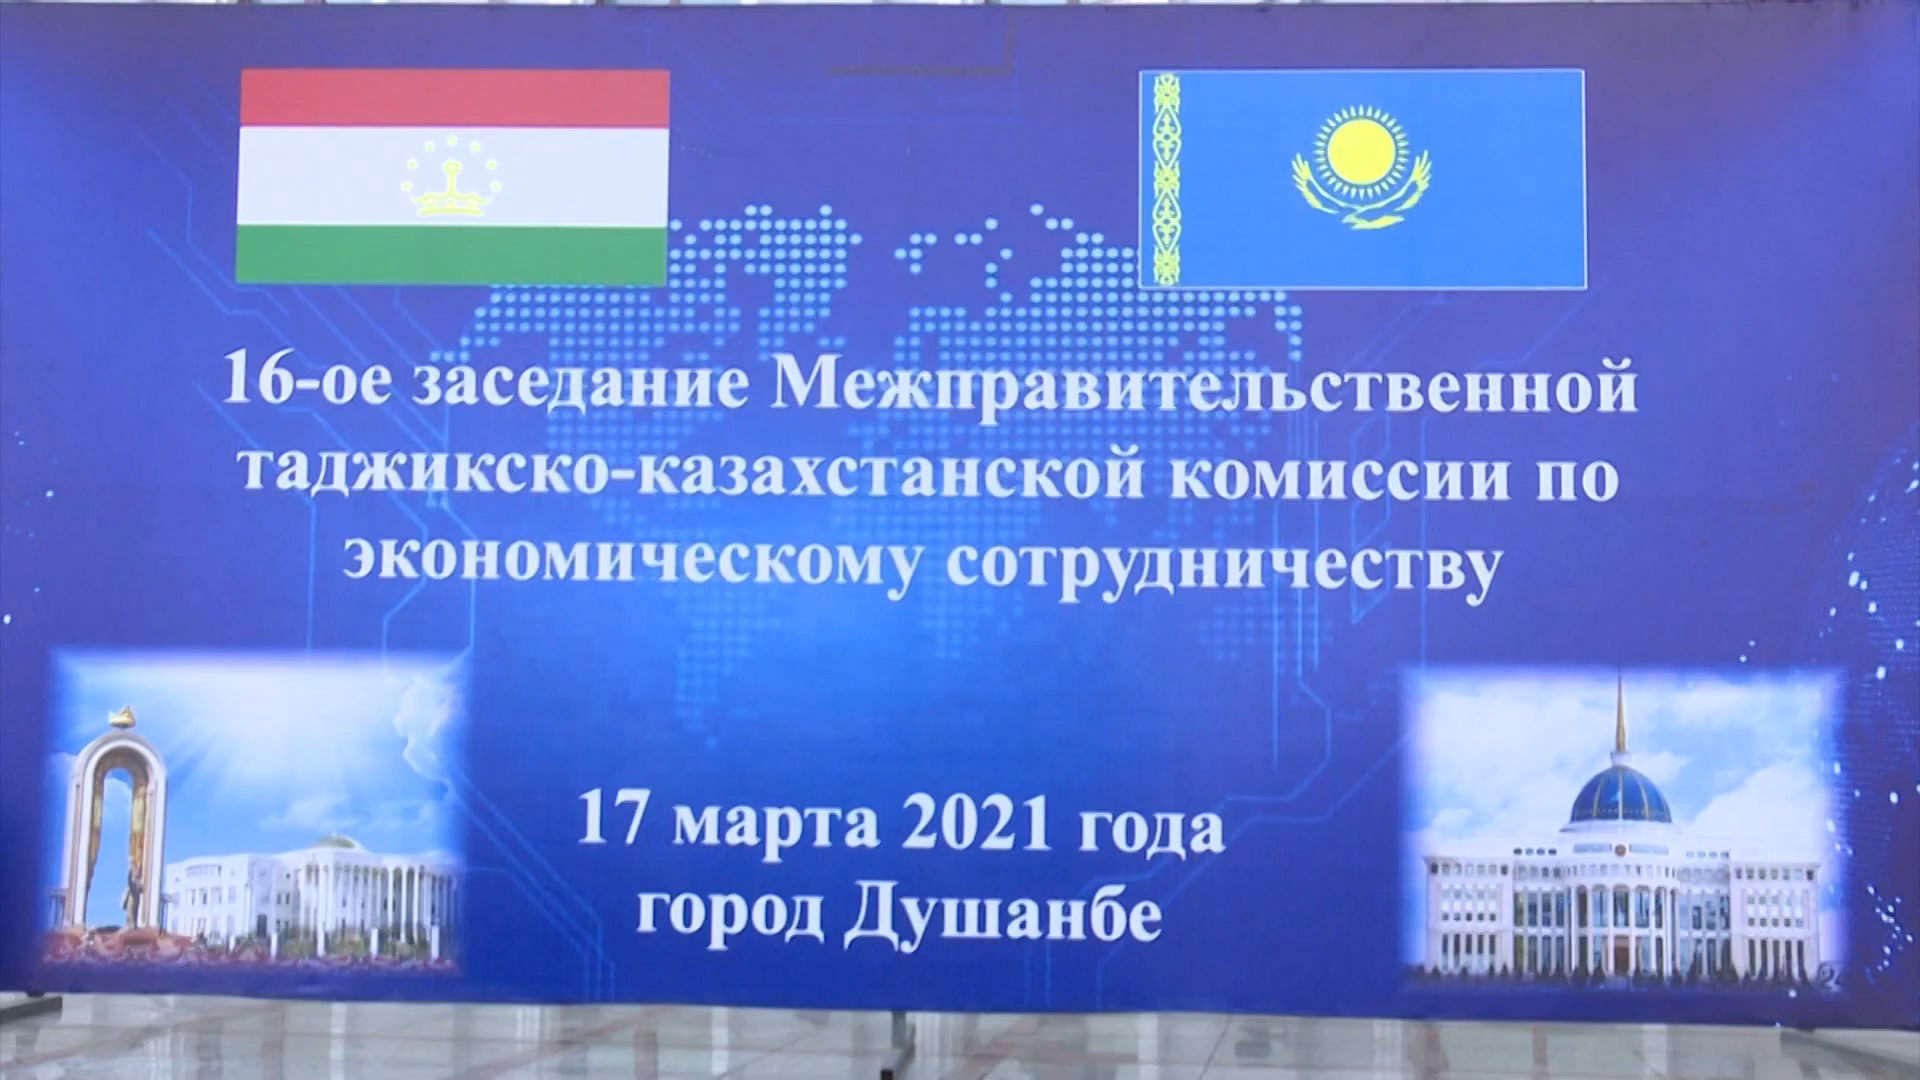 16-ое заседание Межправительственной
таджикско-казахстанской комиссии по
экономическому сотрудничеству
17 марта 2021 года
город Душанбе